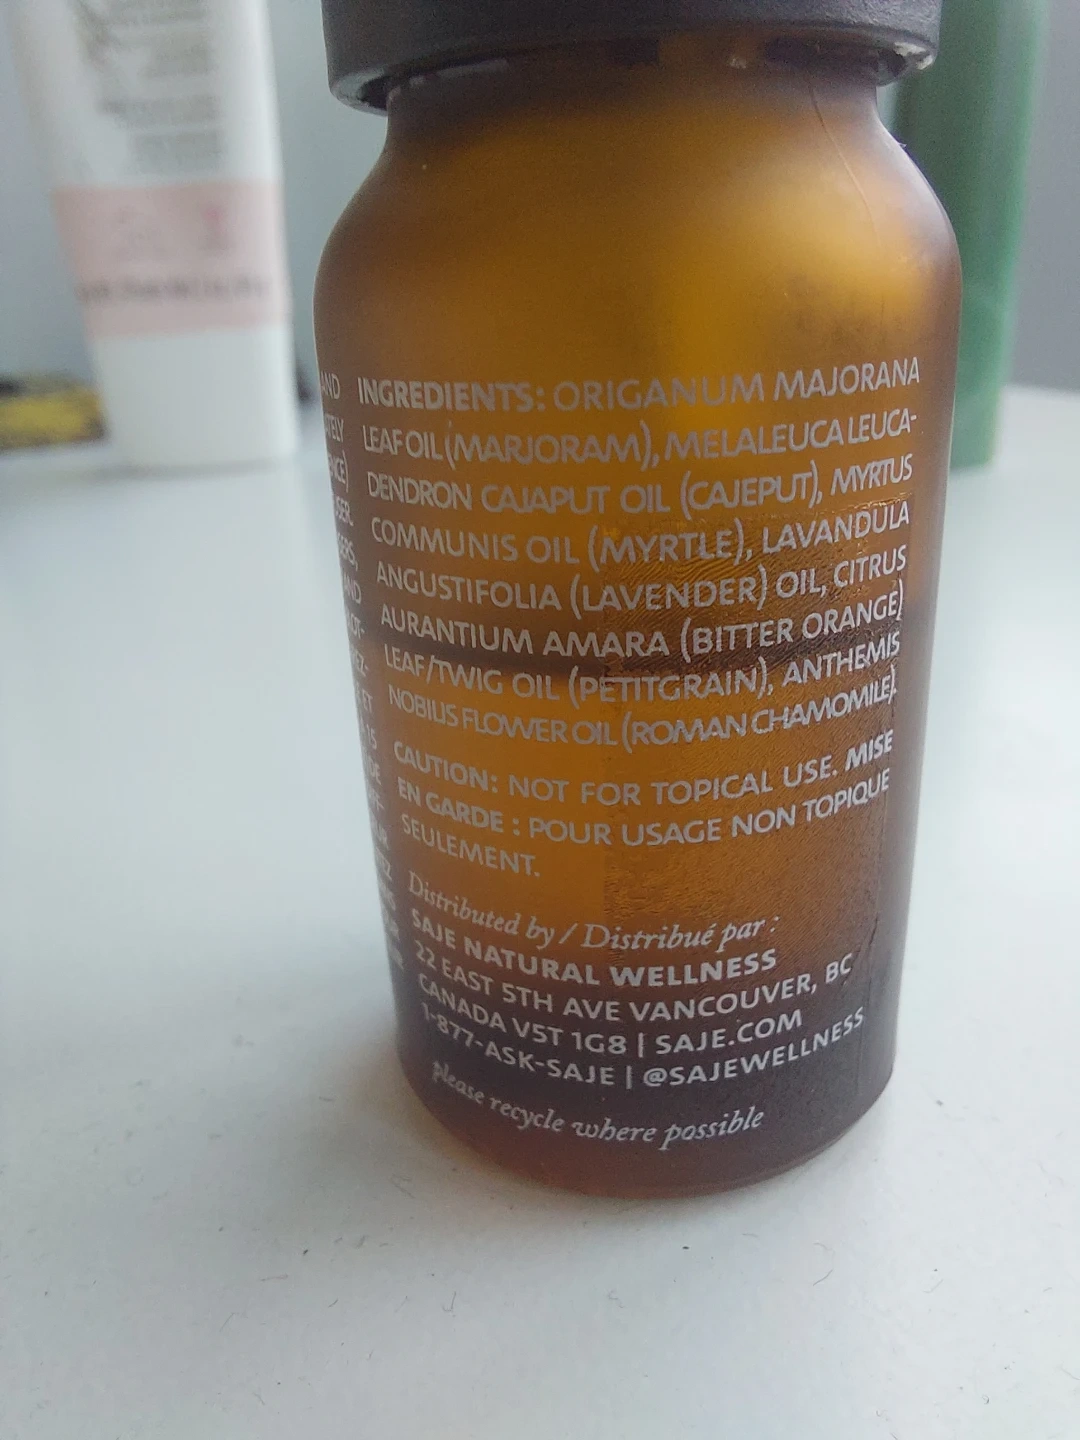 INGREDIENTS: ORIGANUM MAJORANA
LEAF OIL (MARJORAM), MELALEUCA LEUCA-
DENDRON CAJAPUT OIL (CAJEPUT), MYRTUS
COMMUNIS OIL (MYRTLE), LAVANDULA
ANGUSTIFOLIA (LAVENDER) OIL, CITRUS
AURANTIUM AMARA (BITTER ORANGE)
LEAF/TWIG OIL (PETITGRAIN), ANTHEMIS
NOBILIS FLOWER OIL (ROMAN CHAMOMILE).
CAUTION: NOT FOR TOPICAL USE. MISE
EN GARDE : POUR USAGE NON TOPIQUE
SEULEMENT.
Distributed by / Distribué par :
SAJE NATURAL WELLNESS
22 EAST 5TH AVE VANCOUVER, BC
CANADA V5T 1G8 | SAJE.COM
1-877-ASK-SAJE | @SAJEWELLNESS
please recycle where possible